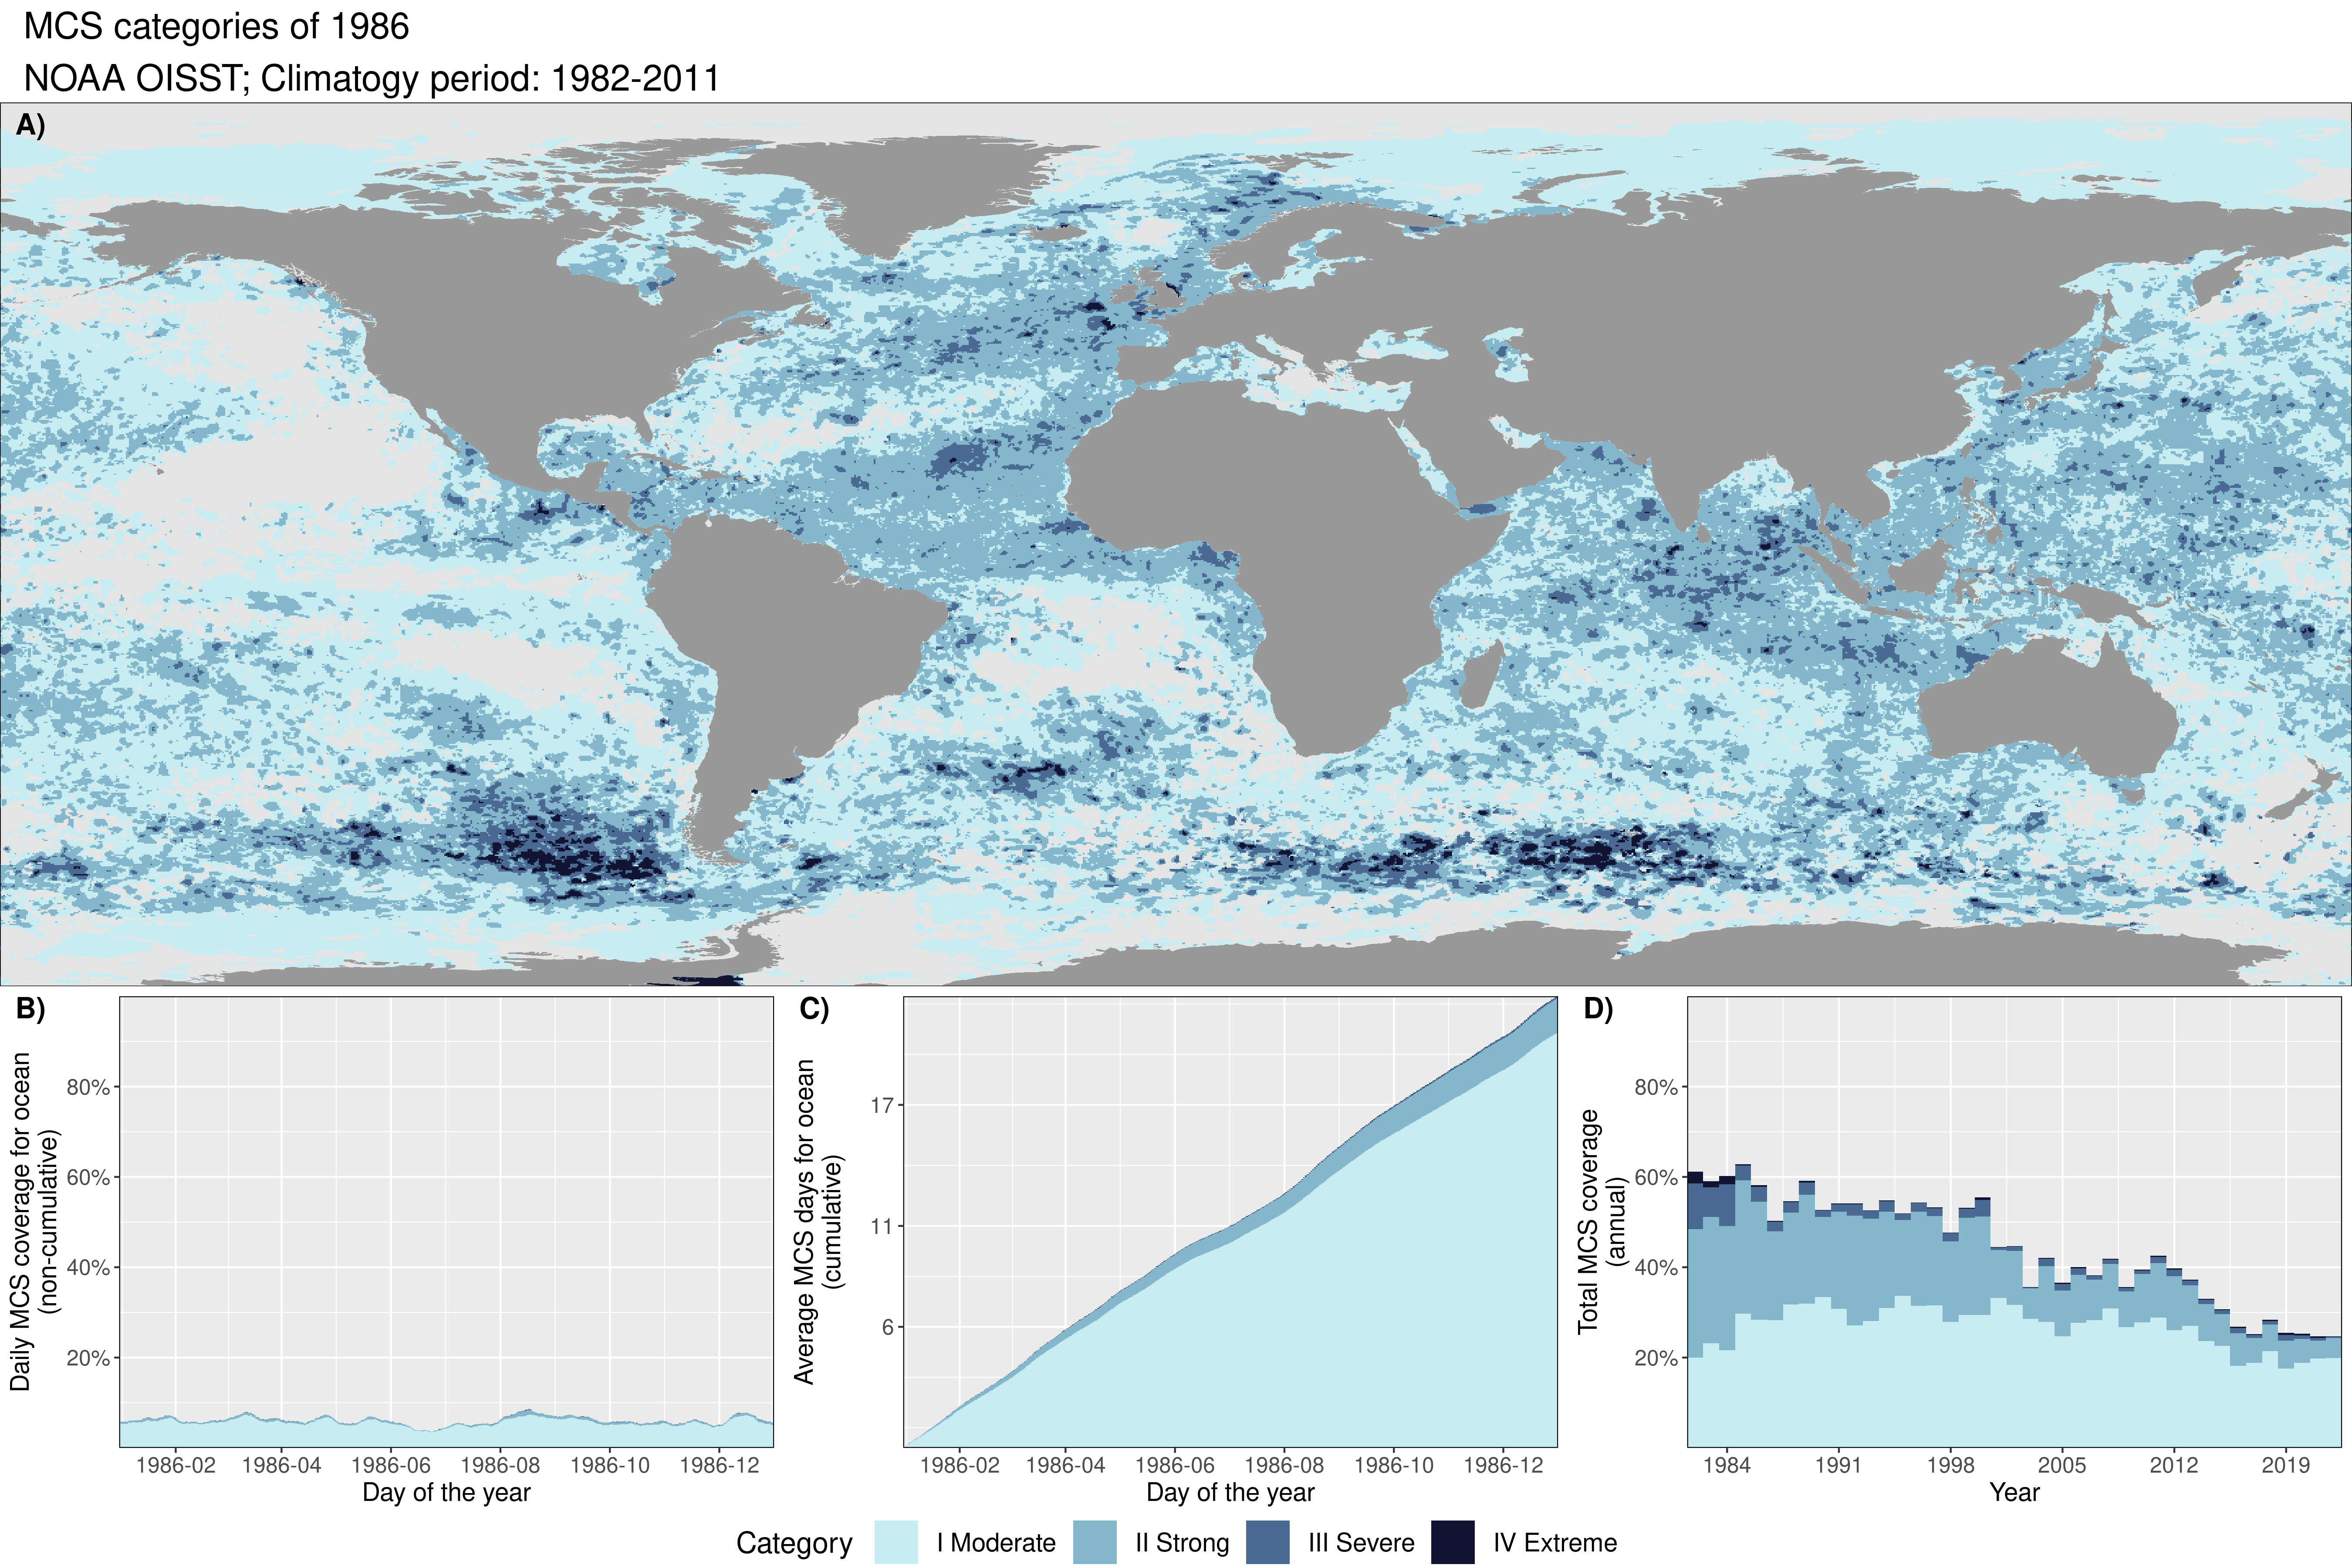 MCS categories of 1986
NOAA OISST; Climatogy period: 1982-2011
A)
B)
Daily MCS coverage for ocean
(non-cumulative)
80%
60%
40%
20%
1986-02 1986-04 1986-06 1986-08 1986-10 1986-12
Day of the year
C)
Average MCS days for ocean
(cumulative)
17
11
6
1986-02 1986-04 1986-06 1986-08 1986-10 1986-12
Day of the year
D)
Total MCS coverage
(annual)
80%
60%
40%
20%
1984 1991 1998 2005 2012 2019
Year
Category I Moderate II Strong III Severe IV Extreme